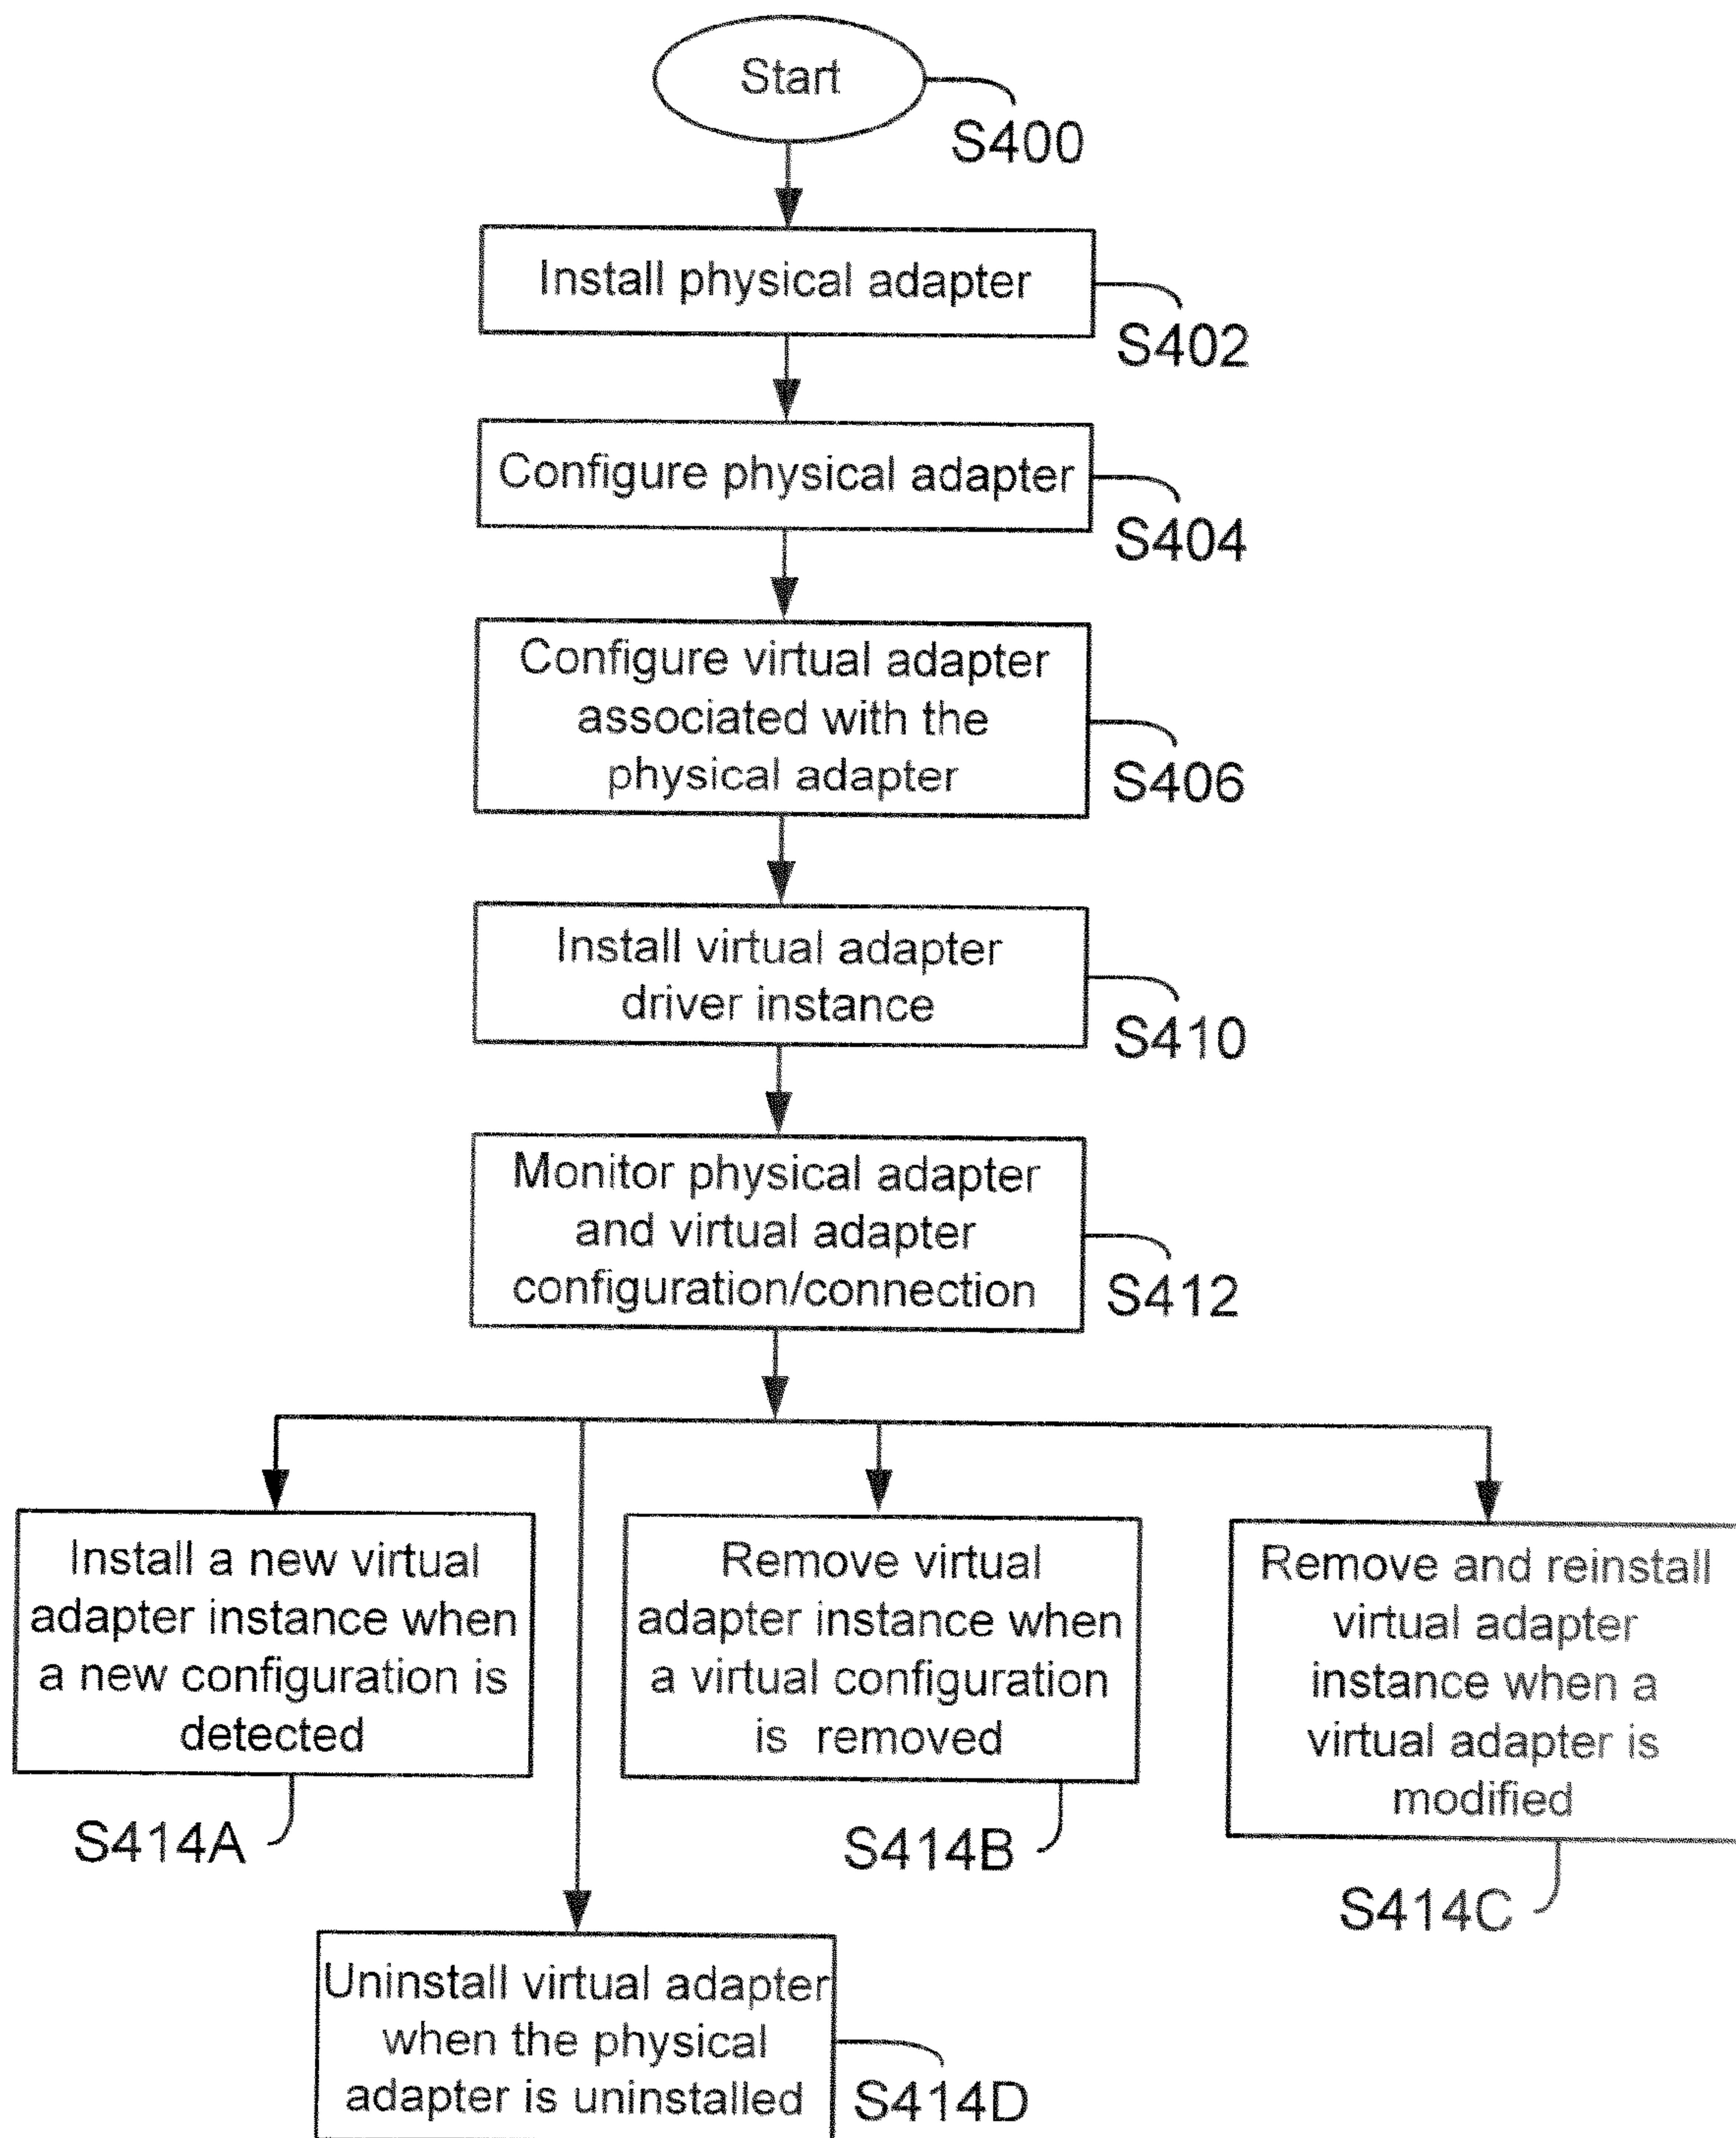 Start
S400
Install physical adapter
S402
Configure physical adapter
S404
Configure virtual adapter
associated with the
physical adapter
S406
Install virtual adapter
driver instance
S410
Monitor physical adapter
and virtual adapter
configuration/connection
S412
Install a new virtual
adapter instance when
a new configuration is
detected
S414A
Remove virtual
adapter instance when
a virtual configuration
is removed
S414B
Remove and reinstall
virtual adapter
instance when a
virtual adapter is
modified
S414C
Uninstall virtual adapter
when the physical
adapter is uninstalled
S414D